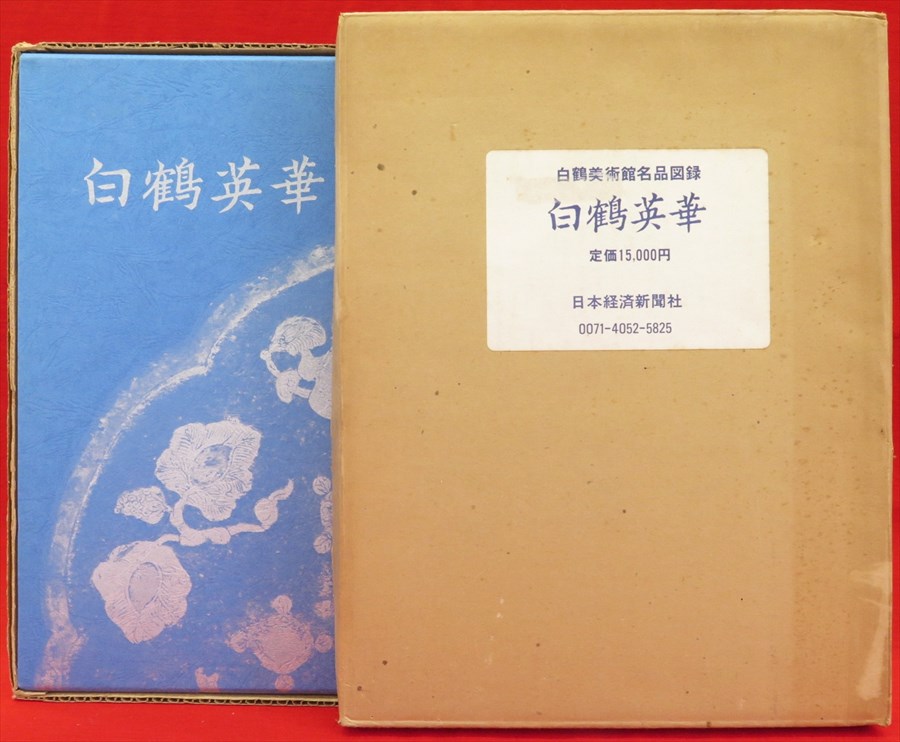 白鶴英華
白鶴美術館名品図録
白鶴英華
定価15,000円
日本経済新聞社
0071-4052-5825